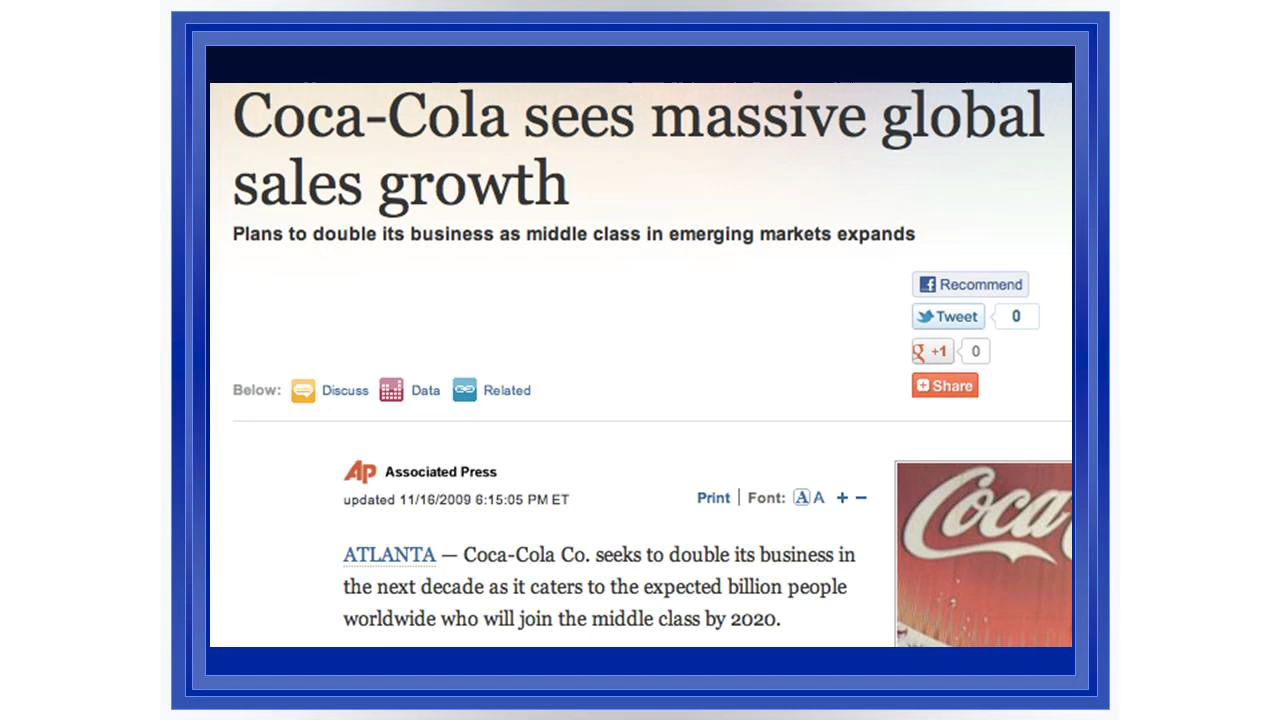 Coca-Cola sees massive global
sales growth
Plans to double its business as middle class in emerging markets expands
Recommend
Tweet 0
g +1 0
Share
Below: Discuss Data Related
AP Associated Press
updated 11/16/2009 6:15:05 PM ET
Print | Font: A A + −
ATLANTA — Coca-Cola Co. seeks to double its business in
the next decade as it caters to the expected billion people
worldwide who will join the middle class by 2020.
Coca